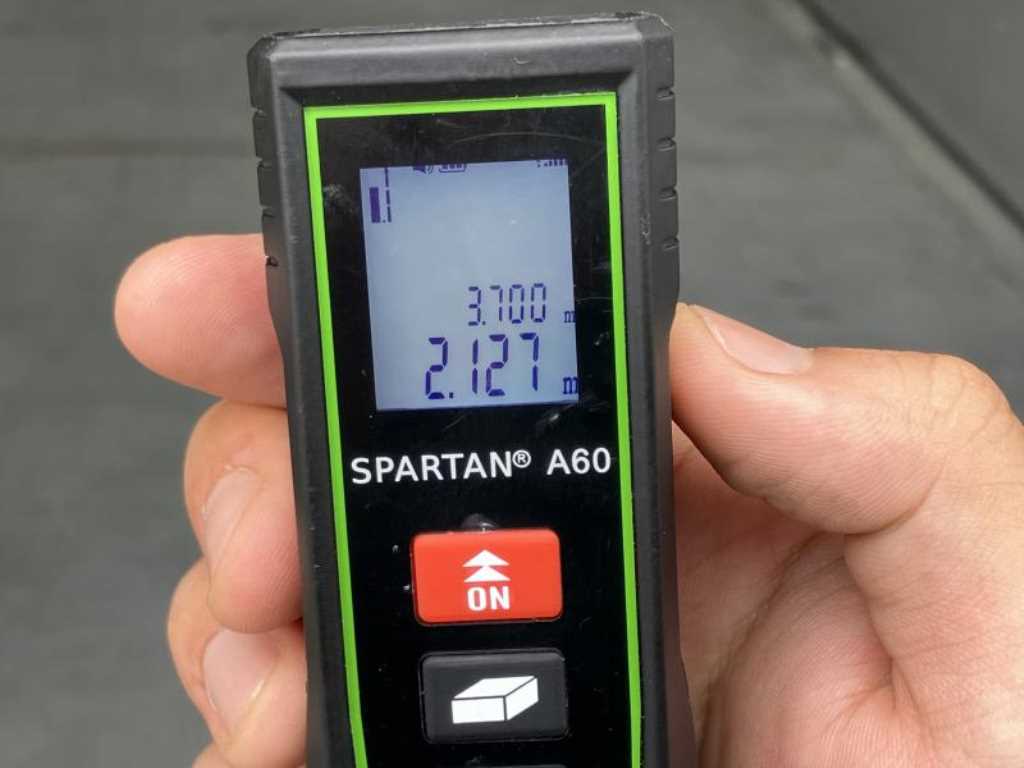 3.700 m
2.127 m
SPARTAN® A60
ON